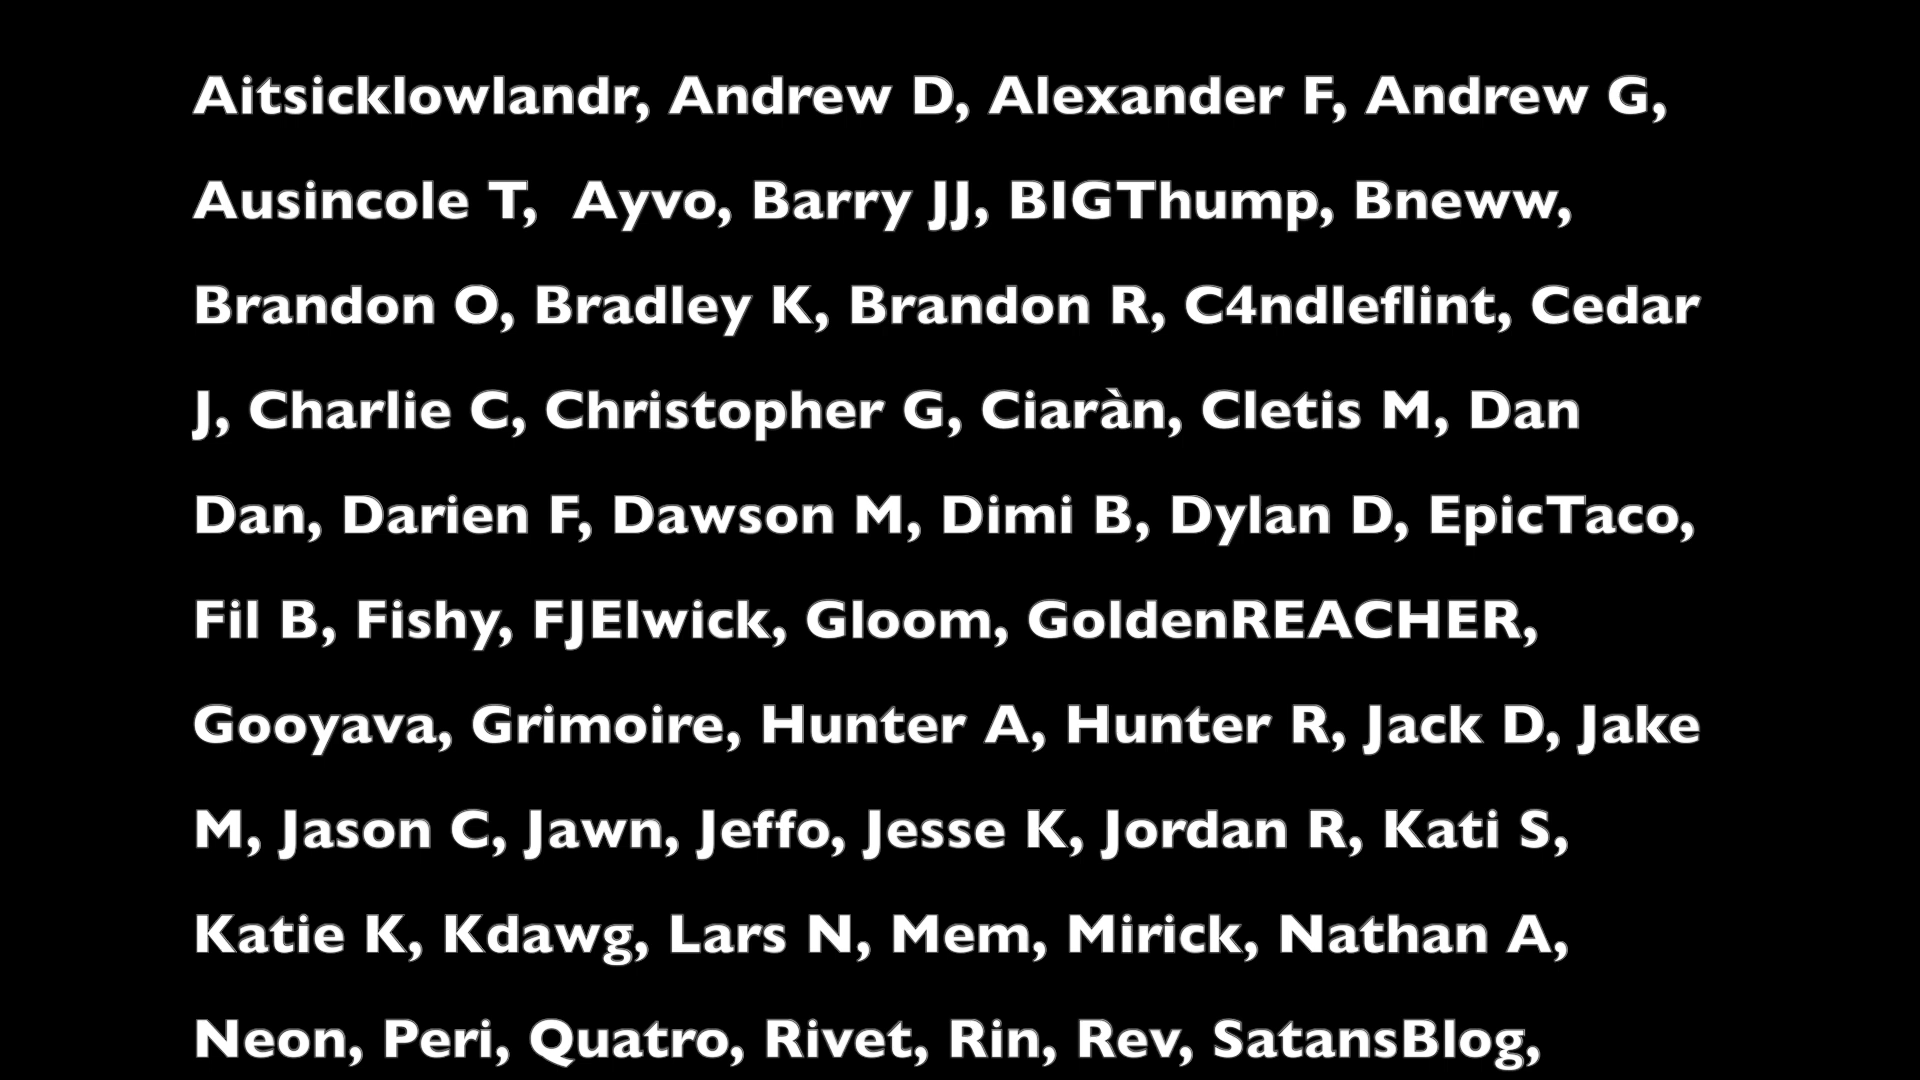 Aitsicklowlandr, Andrew D, Alexander F, Andrew G,
Ausincole T,  Ayvo, Barry JJ, BIGThump, Bneww,
Brandon O, Bradley K, Brandon R, C4ndleflint, Cedar
J, Charlie C, Christopher G, Ciaràn, Cletis M, Dan
Dan, Darien F, Dawson M, Dimi B, Dylan D, EpicTaco,
Fil B, Fishy, FJElwick, Gloom, GoldenREACHER,
Gooyava, Grimoire, Hunter A, Hunter R, Jack D, Jake
M, Jason C, Jawn, Jeffo, Jesse K, Jordan R, Kati S,
Katie K, Kdawg, Lars N, Mem, Mirick, Nathan A,
Neon, Peri, Quatro, Rivet, Rin, Rev, SatansBlog,